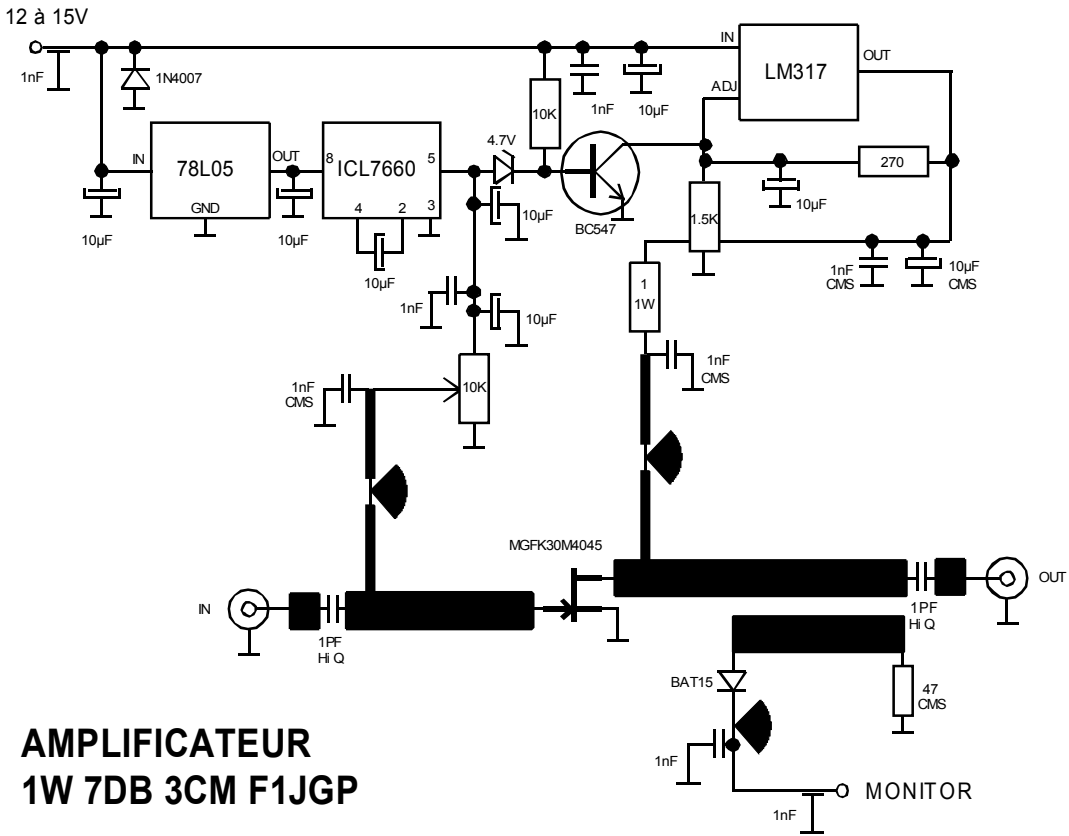 12 à 15V
1nF
1N4007
IN
78L05
OUT
GND
10µF
10µF
8
ICL7660
5
4
2
3
10µF
4.7V
10µF
1nF
10µF
10K
10K
1nF
10µF
BC547
IN
LM317
OUT
ADJ
270
10µF
1.5K
1
1W
1nF
CMS
10µF
CMS
1nF
CMS
1nF
CMS
MGFK30M4045
IN
1PF
Hi Q
1PF
Hi Q
OUT
BAT15
47
CMS
1nF
MONITOR
1nF
AMPLIFICATEUR
1W 7DB 3CM F1JGP